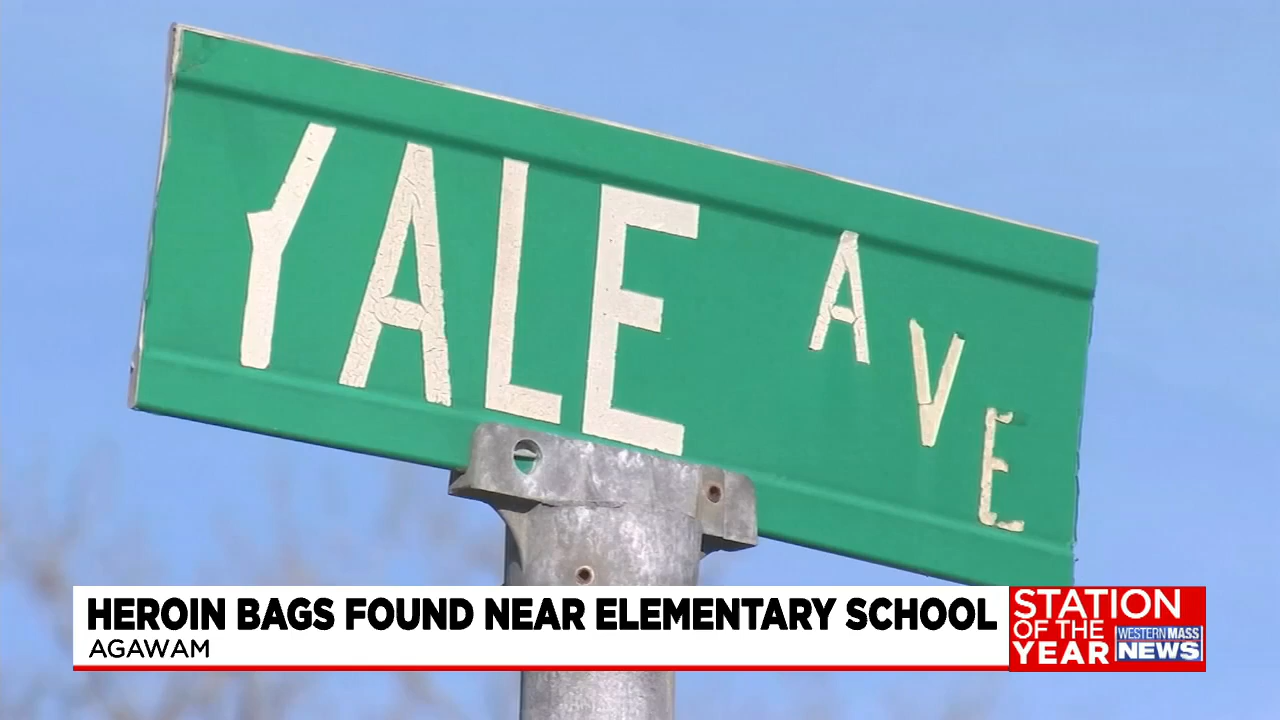 YALE AVE
HEROIN BAGS FOUND NEAR ELEMENTARY SCHOOL
AGAWAM
STATION
OF THE
YEAR
WESTERN MASS
NEWS